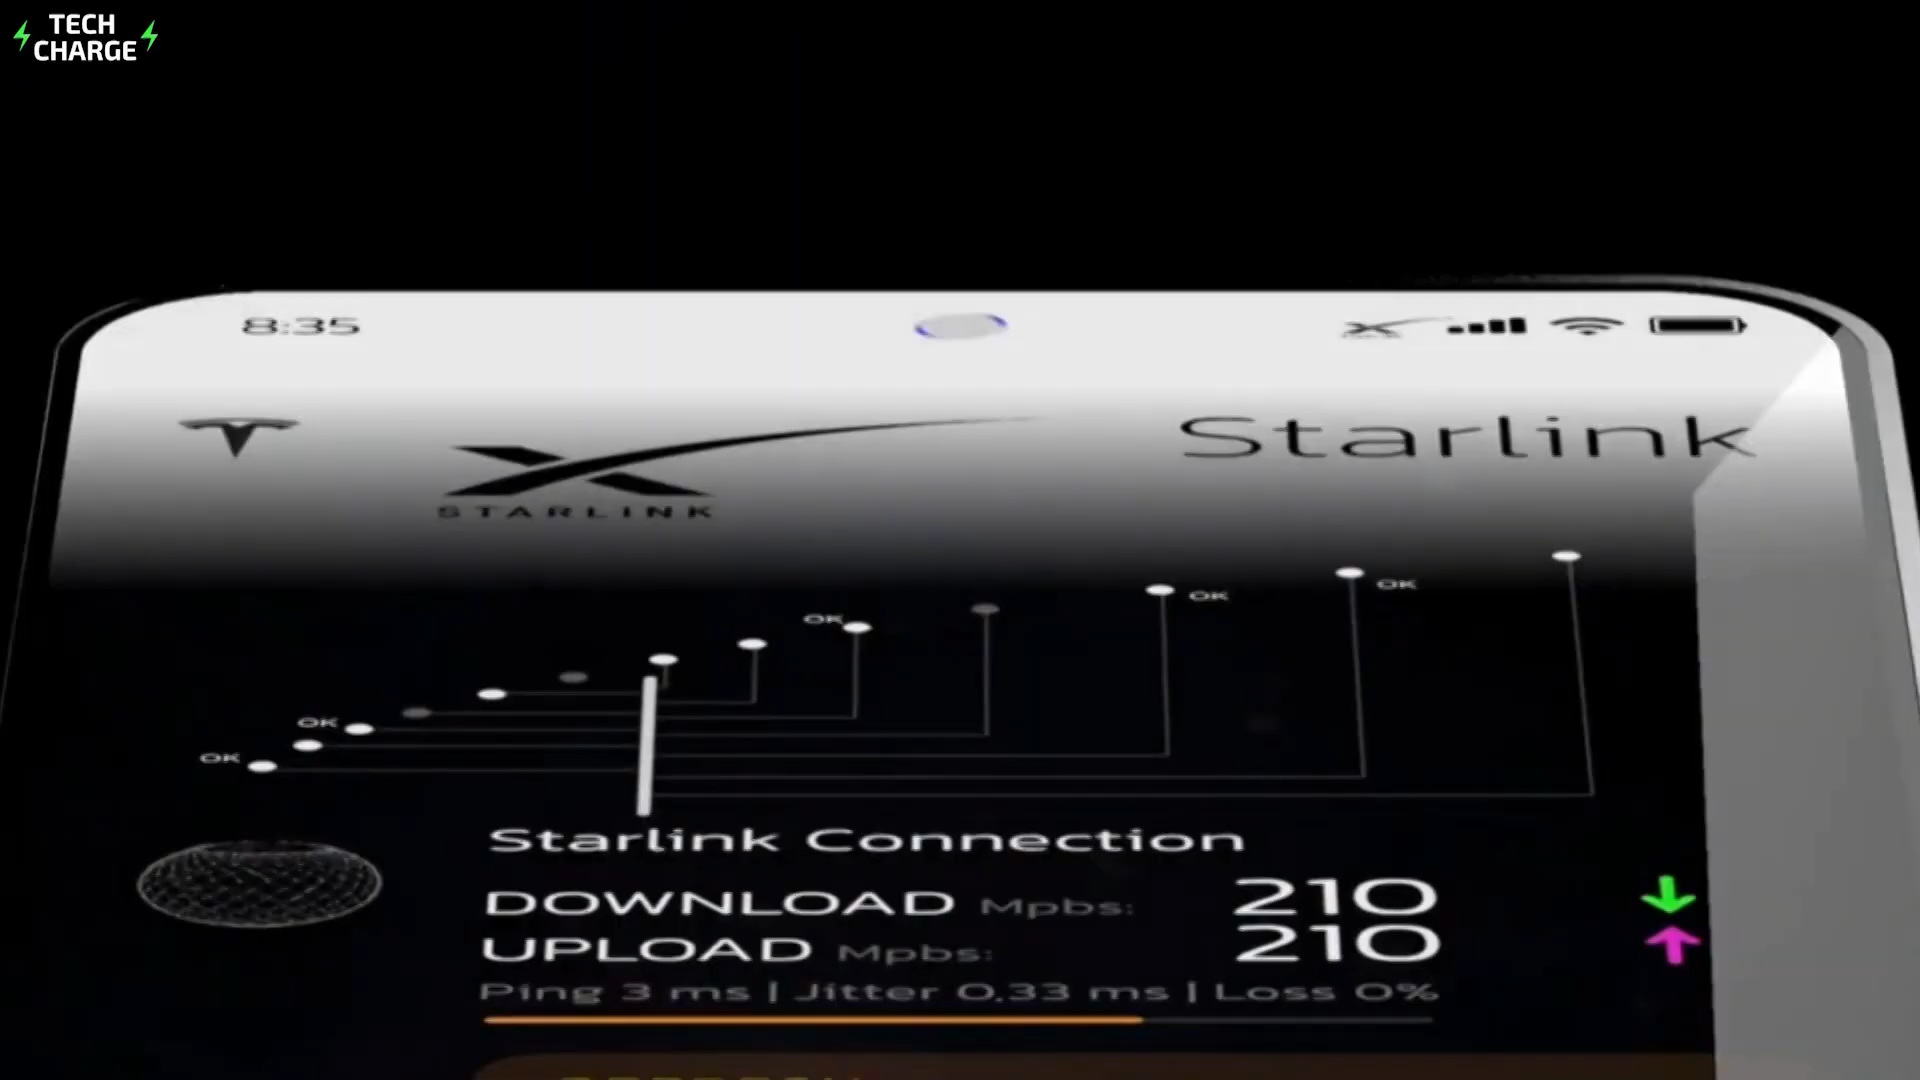 TECH
CHARGE
8:35
STARLINK
Starlink
OK
OK
OK
OK
OK
Starlink Connection
DOWNLOAD Mpbs: 210
UPLOAD Mpbs: 210
Ping 3 ms | Jitter 0,33 ms | Loss 0%